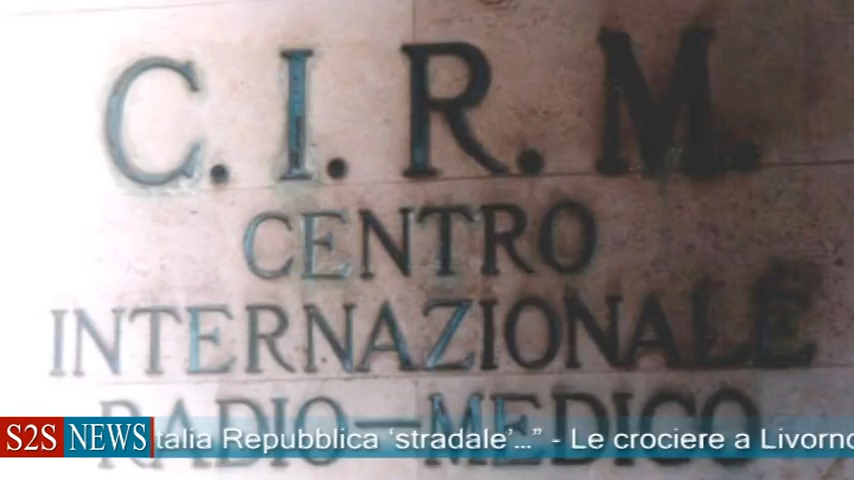 C.I.R.M.
CENTRO
INTERNAZIONALE
RADIO-MEDICO
S2S NEWS talia Repubblica ‘stradale’...” - Le crociere a Livorno